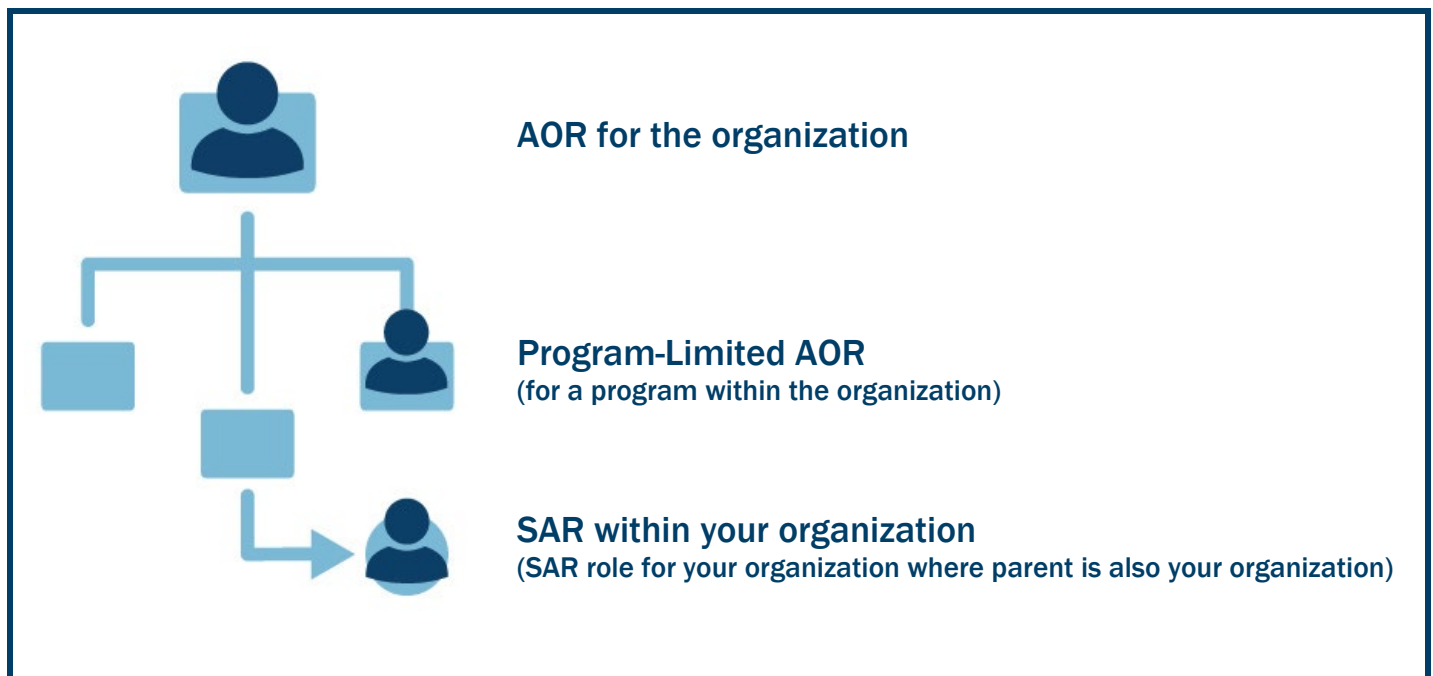 AOR for the organization
Program-Limited AOR
(for a program within the organization)
SAR within your organization
(SAR role for your organization where parent is also your organization)